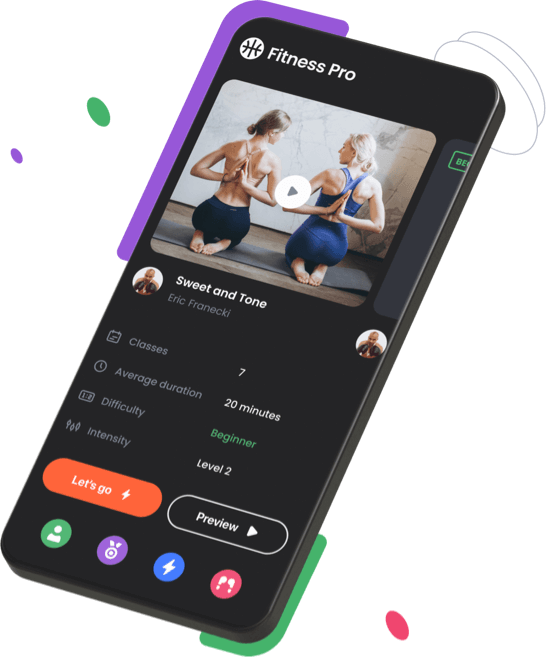 Fitness Pro
BE
Sweet and Tone
Eric Franecki
Classes 7
Average duration 20 minutes
Difficulty Beginner
Intensity Level 2
Let's go
Preview